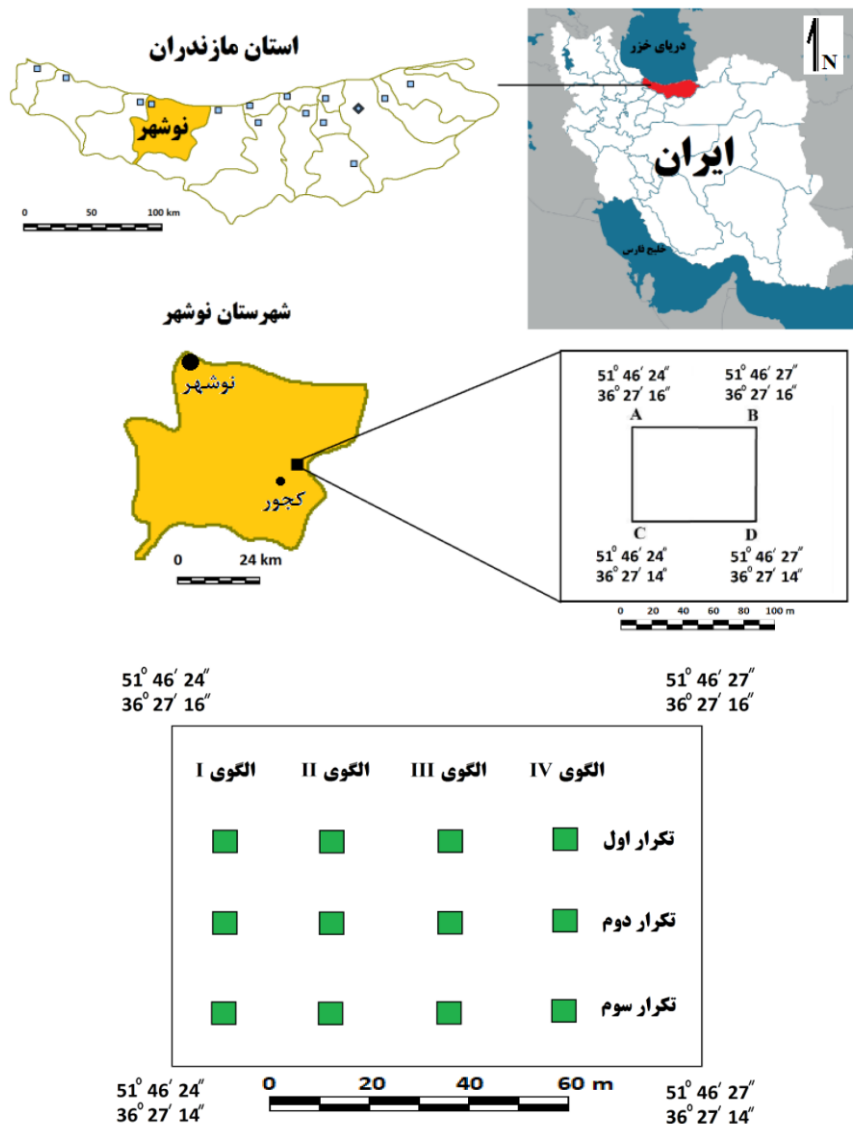 استان مازندران
نوشهر
0 50 100 km
دریای خزر
N
ایران
خلیج فارس
شهرستان نوشهر
نوشهر
کجور
0 24 km
51° 46′ 24″ 51° 46′ 27″
36° 27′ 16″ 36° 27′ 16″
A B
C D
51° 46′ 24″ 51° 46′ 27″
36° 27′ 14″ 36° 27′ 14″
0 20 40 60 80 100 m
51° 46′ 24″ 51° 46′ 27″
36° 27′ 16″ 36° 27′ 16″
الگوی I الگوی II الگوی III الگوی IV
تکرار اول
تکرار دوم
تکرار سوم
51° 46′ 24″ 51° 46′ 27″
36° 27′ 14″ 36° 27′ 14″
0 20 40 60 m